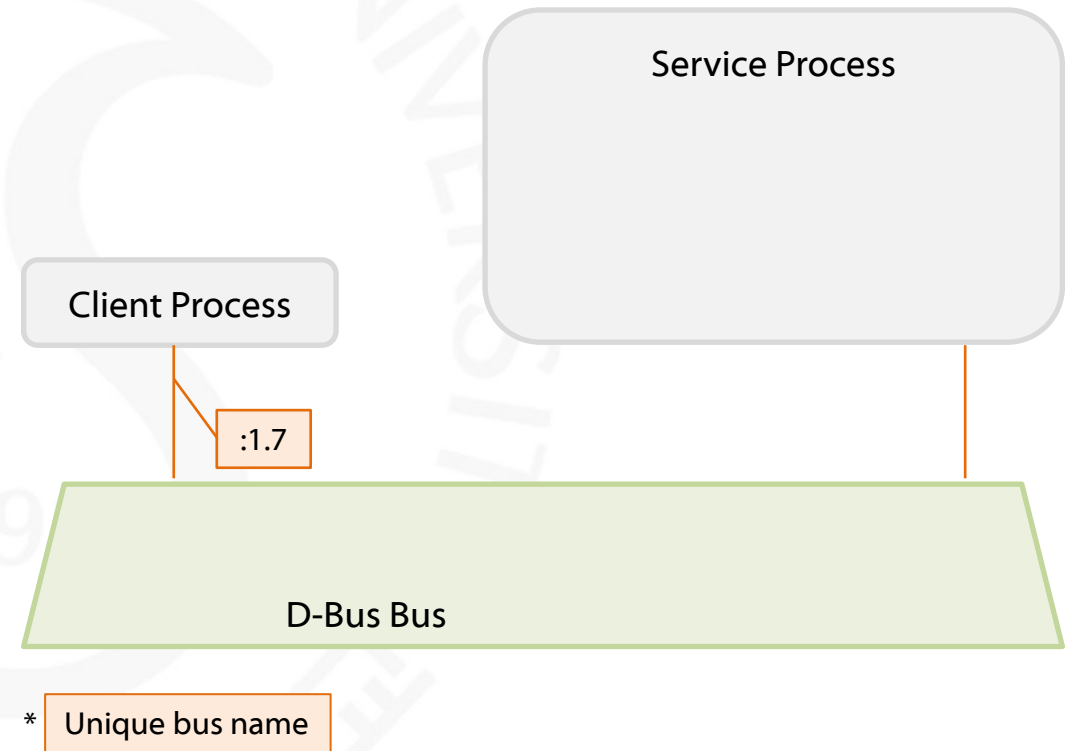 Service Process
Client Process
:1.7
D-Bus Bus
* Unique bus name